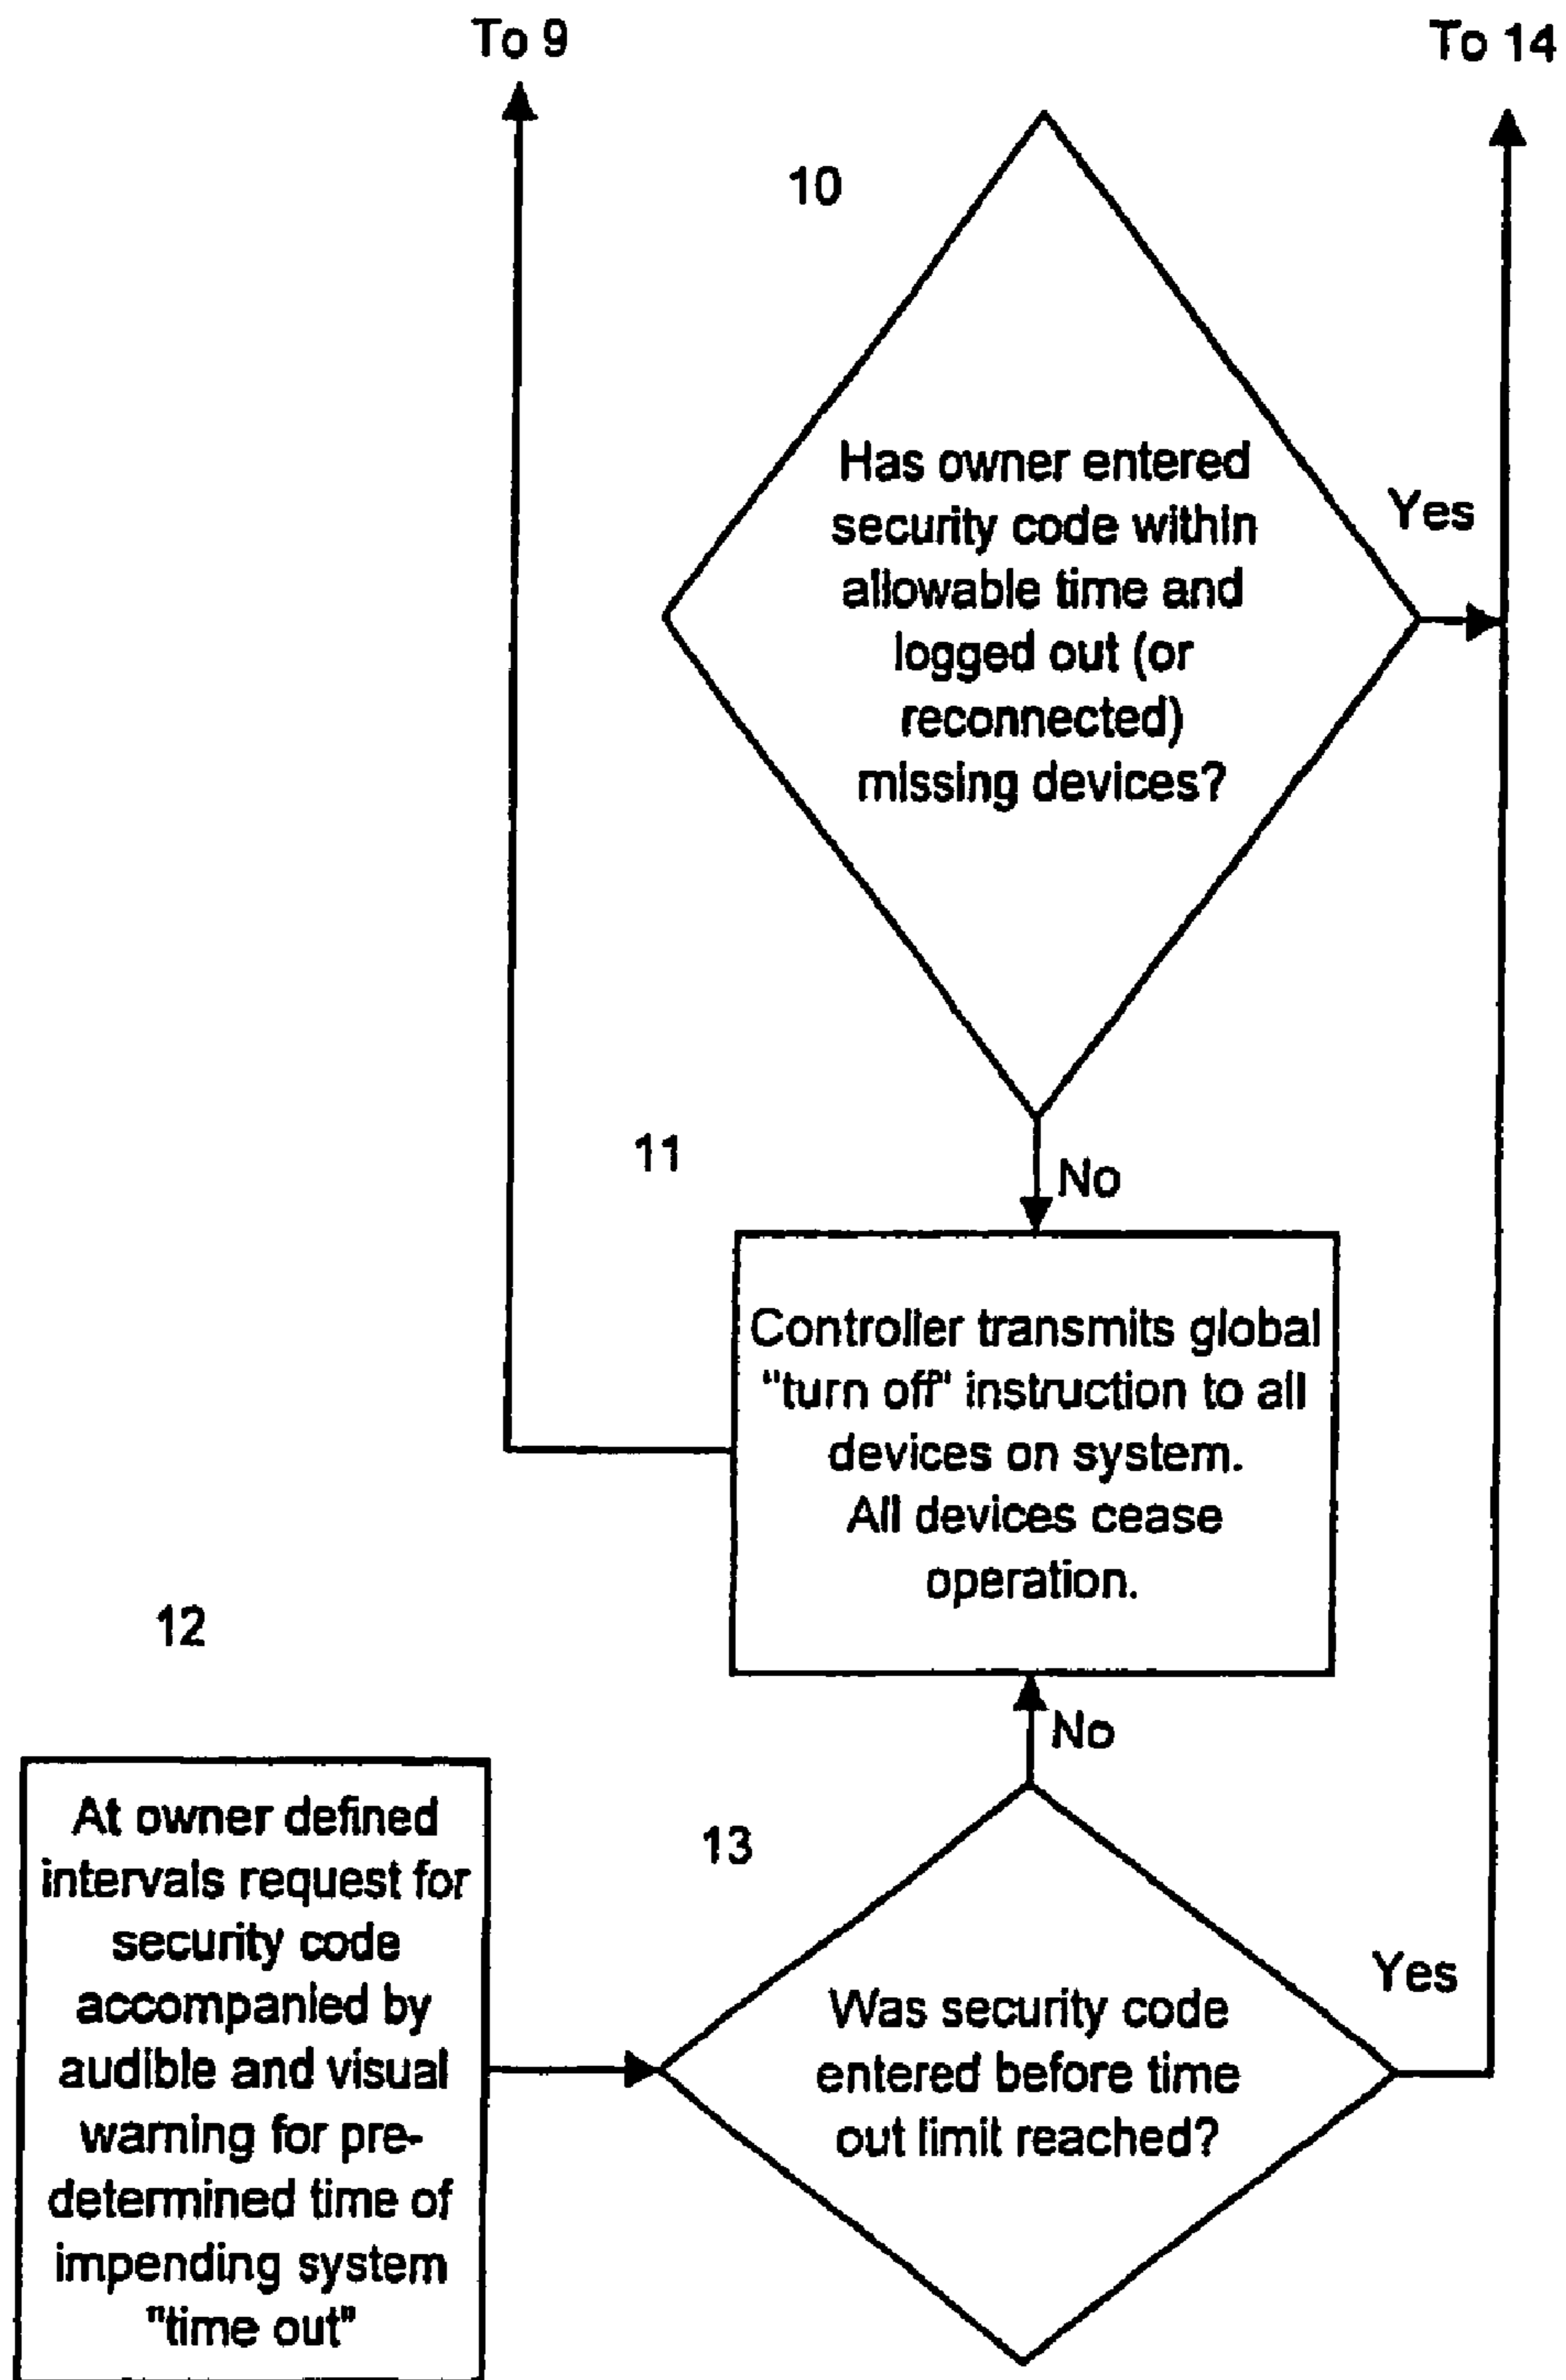 To 9
To 14
10
Has owner entered
security code within
allowable time and
logged out (or
reconnected)
missing devices?
Yes
11
No
Controller transmits global
"turn off" instruction to all
devices on system.
All devices cease
operation.
12
No
At owner defined
intervals request for
security code
accompanied by
audible and visual
warning for pre-
determined time of
impending system
"time out"
13
Was security code
entered before time
out limit reached?
Yes